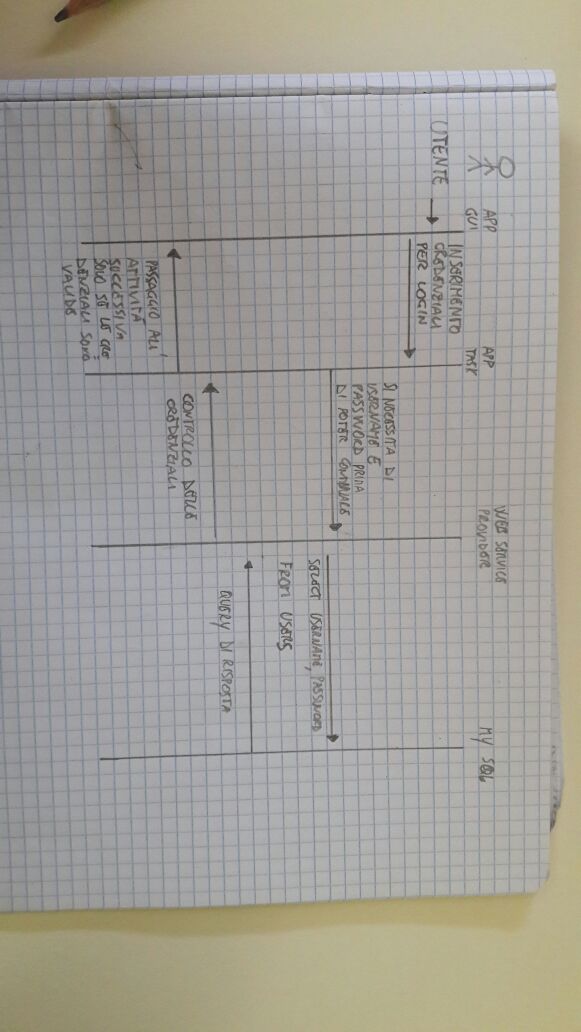 UTENTE
APP
GUI
APP
TASK
WEB SERVICE
PROVIDER
MY SQL
INSERIMENTO
CREDENZIALI
PER LOGIN
SI NECESSITA DI
USERNAME E
PASSWORD PRIMA
DI POTER CONTINUARE
SELECT USERNAME, PASSWORD
FROM USERS
QUERY DI RISPOSTA
CONTROLLO DELLE
CREDENZIALI
PASSAGGIO ALL'
ATTIVITÀ
SUCCESSIVA
SOLO SE LE CRE
DENZIALI SONO
VALIDE